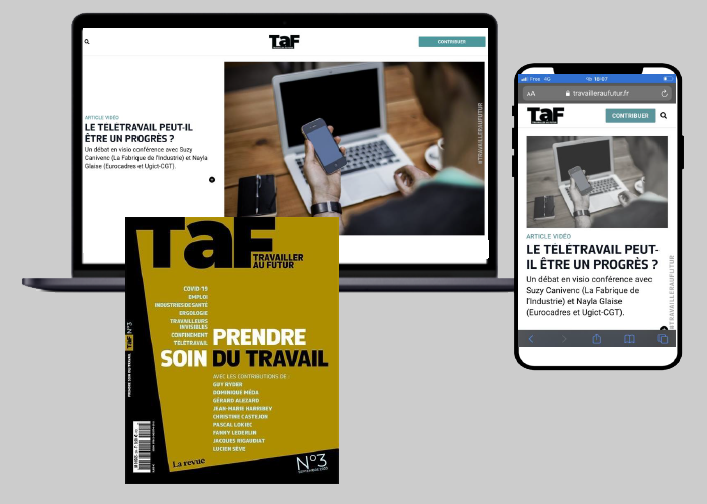 TaF
CONTRIBUER
ARTICLE VIDÉO
LE TÉLÉTRAVAIL PEUT-IL
ÊTRE UN PROGRÈS ?
Un débat en visio conférence avec Suzy
Canivenc (La Fabrique de l'Industrie) et Nayla
Glaise (Eurocadres et Ugict-CGT).
#TRAVAILLERAUFUTUR
Free 4G
10:07
AA
travailleraufutur.fr
TaF
CONTRIBUER
ARTICLE VIDÉO
LE TÉLÉTRAVAIL PEUT-
IL ÊTRE UN PROGRÈS ?
Un débat en visio conférence avec
Suzy Canivenc (La Fabrique de
l'Industrie) et Nayla Glaise
(Eurocadres et Ugict-CGT).
#TRAVAILLERAUFUTUR
TaF
TRAVAILLER
AU FUTUR
COVID-19
EMPLOI
INDUSTRIES DE SANTÉ
ERGOLOGIE
TRAVAILLEURS
INVISIBLES
CONFINEMENT
TÉLÉTRAVAIL
PRENDRE
SOIN DU TRAVAIL
AVEC LES CONTRIBUTIONS DE :
GUY RYDER
DOMINIQUE MÉDA
GÉRARD ALEZARD
JEAN-MARIE HARRIBEY
CHRISTINE CASTEJON
PASCAL LOKIEC
FANNY LEDERLIN
JACQUES RIGAUDIAT
LUCIEN SÈVE
La revue
N°3
SEPTEMBRE 2020
TaF N°3
PRENDRE SOIN DU TRAVAIL